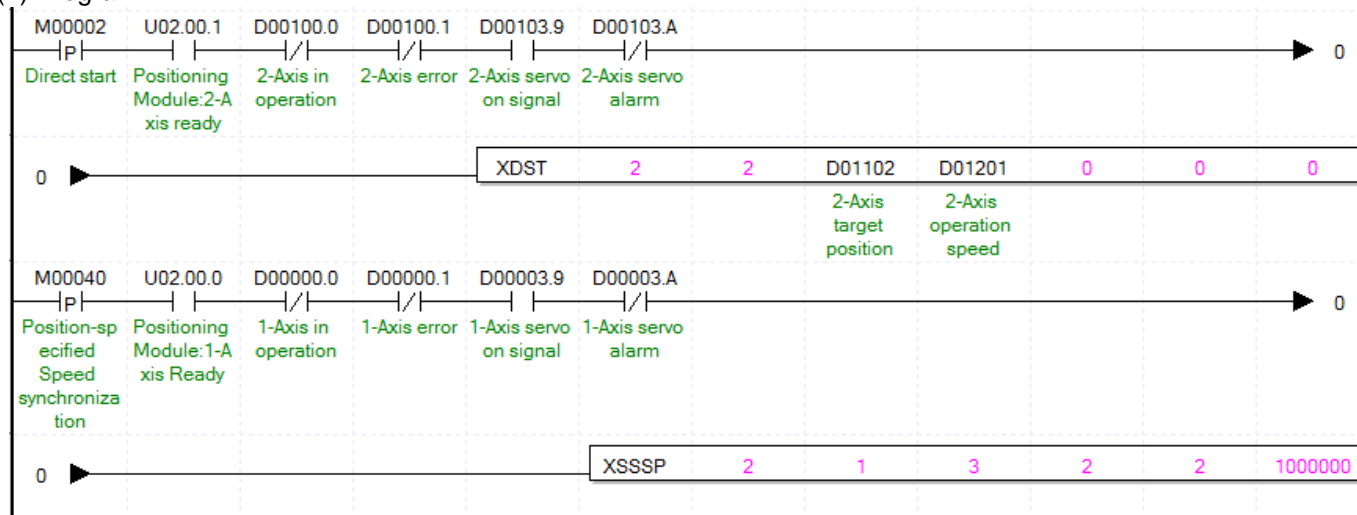 M00002 U02.00.1 D00100.0 D00100.1 D00103.9 D00103.A
P 0
Direct start Positioning 2-Axis in 2-Axis error 2-Axis servo 2-Axis servo
Module:2-A operation on signal alarm
xis ready
0 XDST 2 2 D01102 D01201 0 0 0
2-Axis 2-Axis
target operation
position speed
M00040 U02.00.0 D00000.0 D00000.1 D00003.9 D00003.A
P 0
Position-sp Positioning 1-Axis in 1-Axis error 1-Axis servo 1-Axis servo
ecified Module:1-A operation on signal alarm
Speed xis Ready
synchroniza
tion
0 XSSSP 2 1 3 2 2 1000000